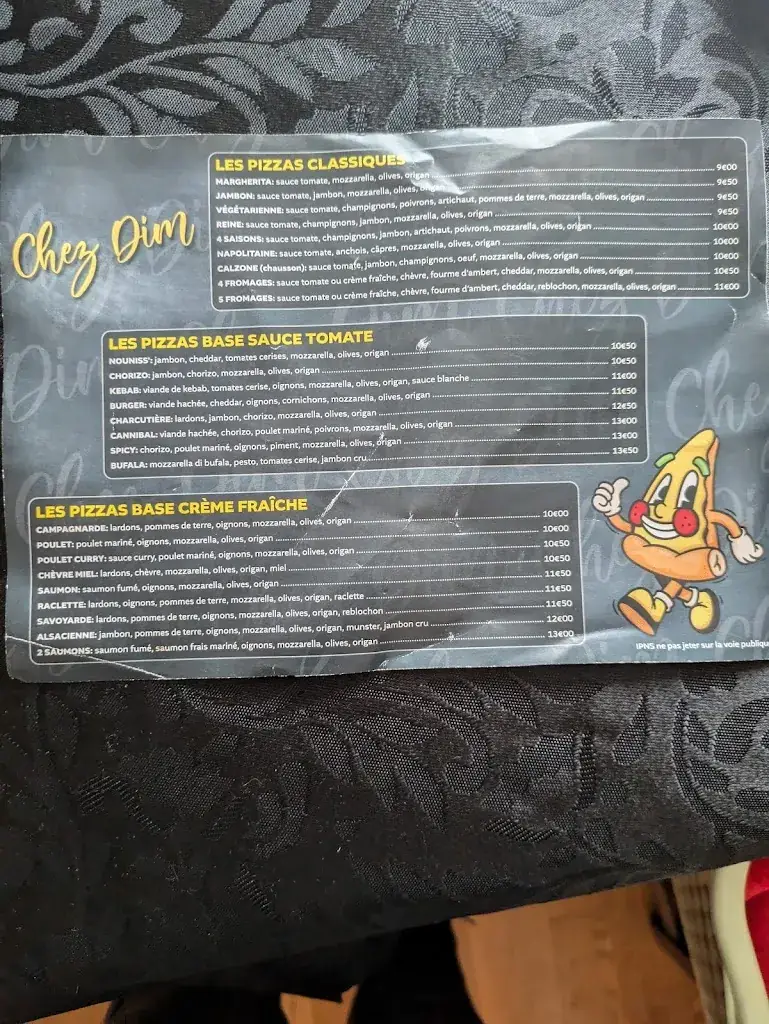 Chez Dim
LES PIZZAS CLASSIQUES
MARGHERITA: sauce tomate, mozzarella, olives, origan 9€00
JAMBON: sauce tomate, jambon, mozzarella, olives, origan 9€50
VÉGÉTARIENNE: sauce tomate, champignons, poivrons, artichaut, pommes de terre, mozzarella, olives, origan 9€50
REINE: sauce tomate, champignons, jambon, mozzarella, olives, origan 9€50
4 SAISONS: sauce tomate, champignons, jambon, artichaut, poivrons, mozzarella, olives, origan 10€00
NAPOLITAINE: sauce tomate, anchois, câpres, mozzarella, olives, origan 10€00
CALZONE (chausson): sauce tomate, jambon, champignons, oeuf, mozzarella, olives, origan 10€00
4 FROMAGES: sauce tomate ou crème fraîche, chèvre, fourme d'ambert, cheddar, mozzarella, olives, origan 10€50
5 FROMAGES: sauce tomate ou crème fraîche, chèvre, fourme d'ambert, cheddar, reblochon, mozzarella, olives, origan 11€00
LES PIZZAS BASE SAUCE TOMATE
NOUNISS': jambon, cheddar, tomates cerises, mozzarella, olives, origan 10€50
CHORIZO: jambon, chorizo, mozzarella, olives, origan 10€50
KEBAB: viande de kebab, tomates cerise, oignons, mozzarella, olives, origan, sauce blanche 11€00
BURGER: viande hachée, cheddar, oignons, cornichons, mozzarella, olives, origan 11€50
CHARCUTIÈRE: lardons, jambon, chorizo, mozzarella, olives, origan 12€50
CANNIBAL: viande hachée, chorizo, poulet mariné, poivrons, mozzarella, olives, origan 13€00
SPICY: chorizo, poulet mariné, oignons, piment, mozzarella, olives, origan 13€00
BUFALA: mozzarella di bufala, pesto, tomates cerise, jambon cru 13€50
LES PIZZAS BASE CRÈME FRAÎCHE
CAMPAGNARDE: lardons, pommes de terre, oignons, mozzarella, olives, origan 10€00
POULET: poulet mariné, oignons, mozzarella, olives, origan 10€00
POULET CURRY: sauce curry, poulet mariné, oignons, mozzarella, olives, origan 10€50
CHÈVRE MIEL: lardons, chèvre, mozzarella, olives, origan, miel 10€50
SAUMON: saumon fumé, oignons, mozzarella, olives, origan 11€50
RACLETTE: lardons, oignons, pommes de terre, mozzarella, olives, origan, raclette 11€50
SAVOYARDE: lardons, pommes de terre, oignons, mozzarella, olives, origan, reblochon 11€50
ALSACIENNE: jambon, pommes de terre, oignons, mozzarella, olives, origan, munster, jambon cru 12€00
2 SAUMONS: saumon fumé, saumon frais mariné, oignons, mozzarella, olives, origan 13€00
IPNS ne pas jeter sur la voie publiqu